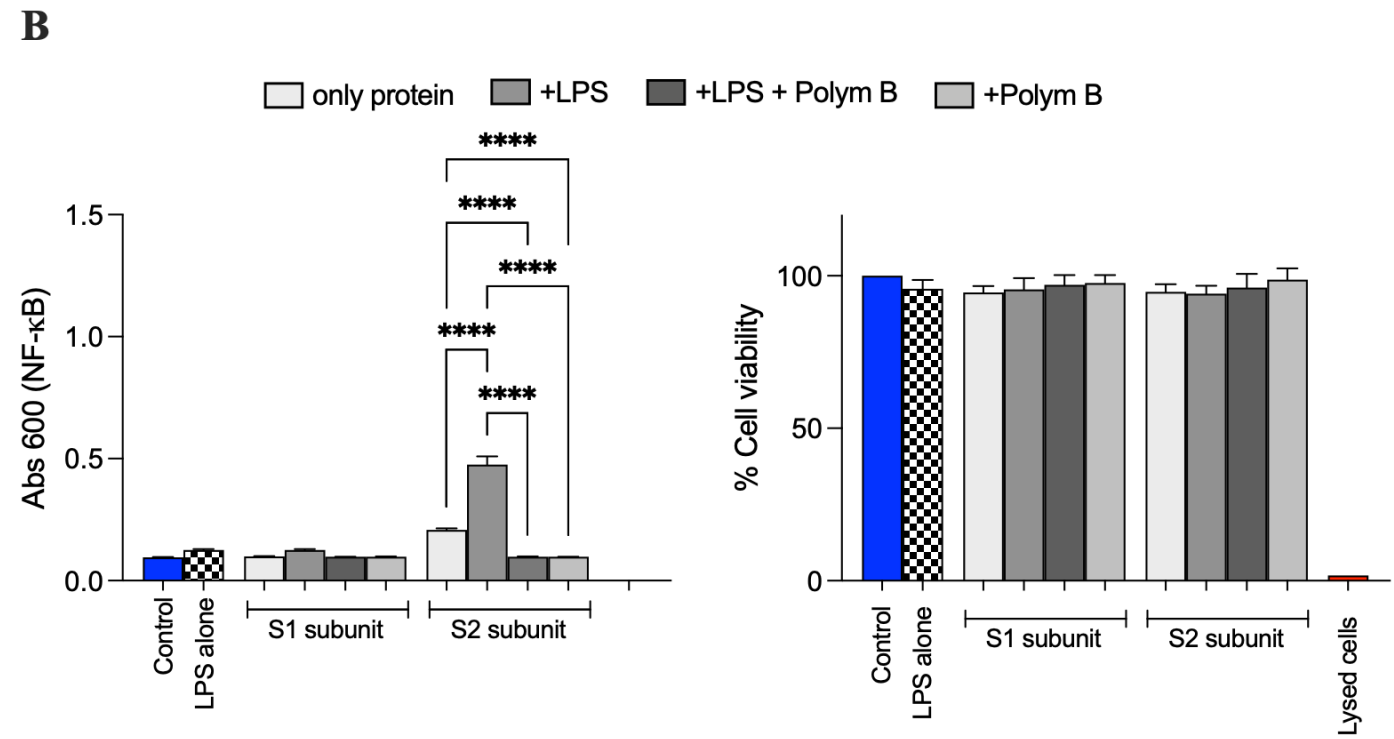 B
only protein +LPS +LPS + Polym B +Polym B
****
****
****
****
****
1.5
1.0
0.5
0.0
Abs 600 (NF-κB)
Control
LPS alone
S1 subunit
S2 subunit
100
50
0
% Cell viability
Control
LPS alone
S1 subunit
S2 subunit
Lysed cells